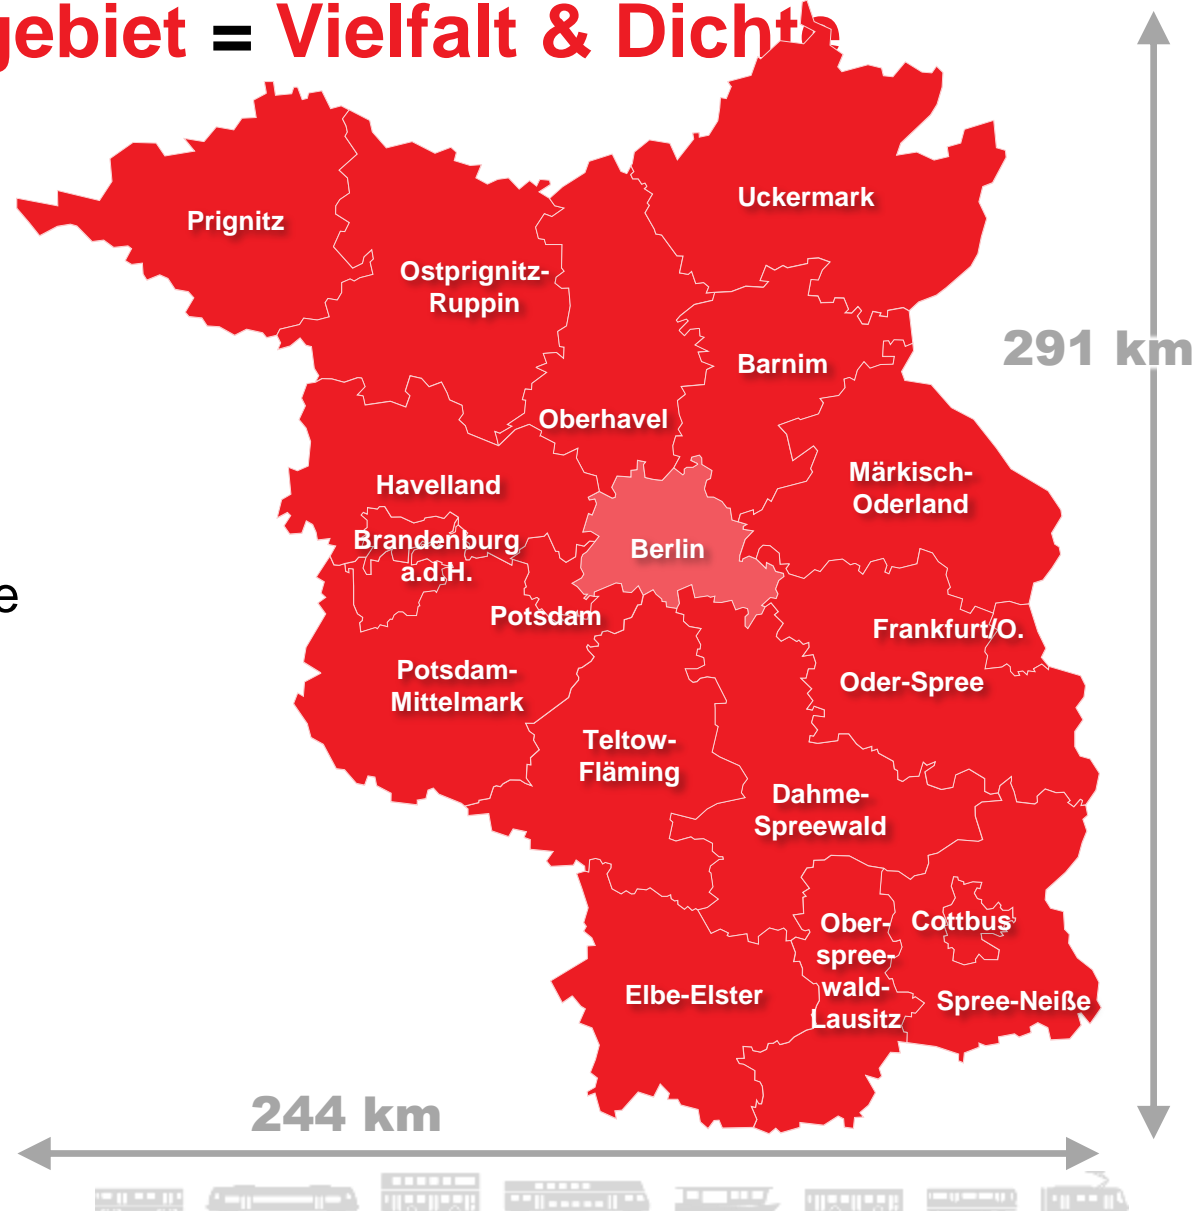 gebiet = Vielfalt & Dichte
Uckermark
Prignitz
Ostprignitz-
Ruppin
291 km
Barnim
Oberhavel
Märkisch-
Oderland
Havelland
Brandenburg
a.d.H.
Berlin
e
Potsdam
Frankfurt/O.
Potsdam-
Mittelmark
Oder-Spree
Teltow-
Fläming
Dahme-
Spreewald
Ober-
spree-
wald-
Lausitz
Cottbus
Elbe-Elster
Spree-Neiße
244 km